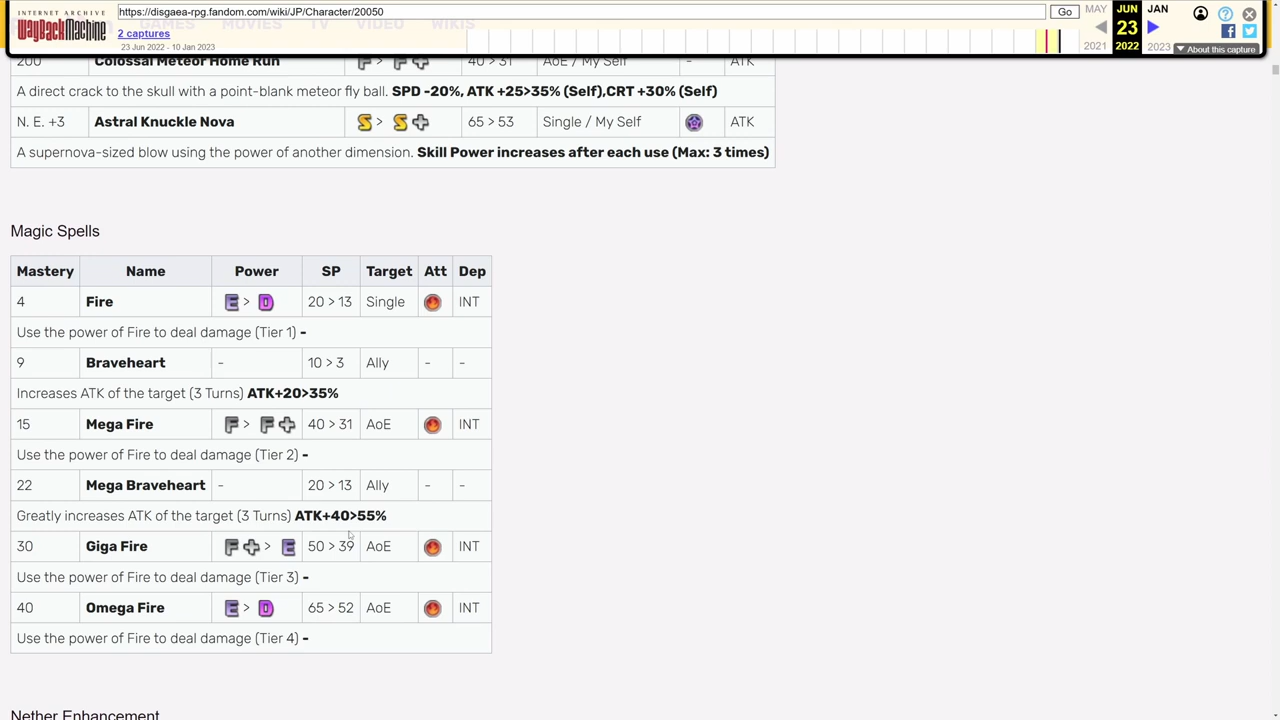 INTERNET ARCHIVE
WayBackMachine
https://disgaea-rpg.fandom.com/wiki/JP/Character/20050
Go
MAY JUN JAN
2 captures
23 Jun 2022 - 10 Jan 2023
23
2021 2022 2023
About this capture
GAMES MOVIES TV VIDEO WIKIS
200 Colossal Meteor Home Run F > F+ 40 > 31 AoE / My Self - ATK
A direct crack to the skull with a point-blank meteor fly ball. SPD -20%, ATK +25>35% (Self),CRT +30% (Self)
N. E. +3 Astral Knuckle Nova S > S+ 65 > 53 Single / My Self ATK
A supernova-sized blow using the power of another dimension. Skill Power increases after each use (Max: 3 times)
Magic Spells
Mastery Name Power SP Target Att Dep
4 Fire E > D 20 > 13 Single INT
Use the power of Fire to deal damage (Tier 1) -
9 Braveheart - 10 > 3 Ally - -
Increases ATK of the target (3 Turns) ATK+20>35%
15 Mega Fire F > F+ 40 > 31 AoE INT
Use the power of Fire to deal damage (Tier 2) -
22 Mega Braveheart - 20 > 13 Ally - -
Greatly increases ATK of the target (3 Turns) ATK+40>55%
30 Giga Fire F+ > E 50 > 39 AoE INT
Use the power of Fire to deal damage (Tier 3) -
40 Omega Fire E > D 65 > 52 AoE INT
Use the power of Fire to deal damage (Tier 4) -
Nether Enhancement